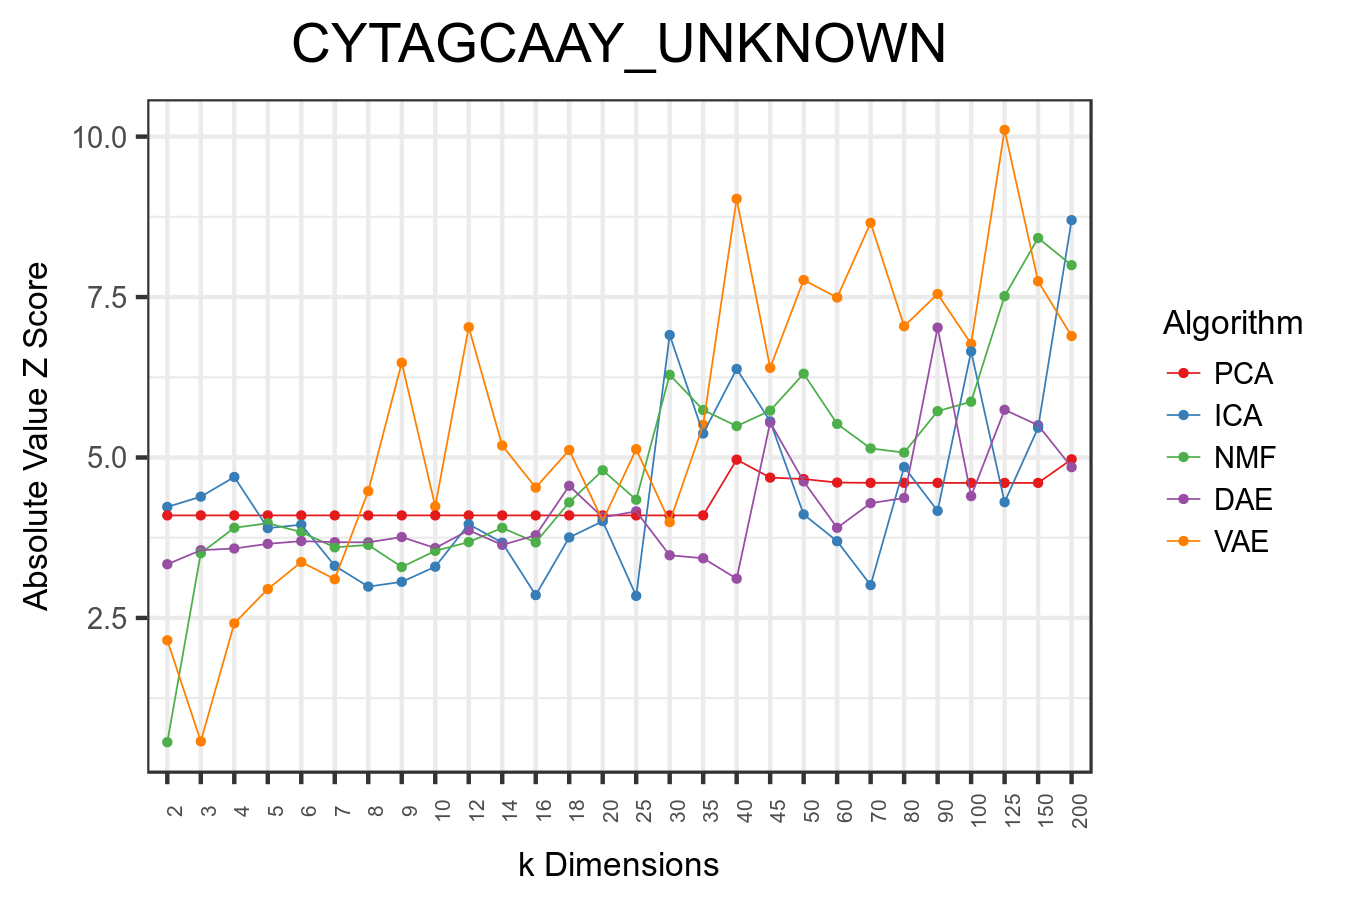 CYTAGCAAY_UNKNOWN
Absolute Value Z Score
10.0
7.5
5.0
2.5
2 3 4 5 6 7 8 9 10 12 14 16 18 20 25 30 35 40 45 50 60 70 80 90 100 125 150 200
k Dimensions
Algorithm
PCA
ICA
NMF
DAE
VAE